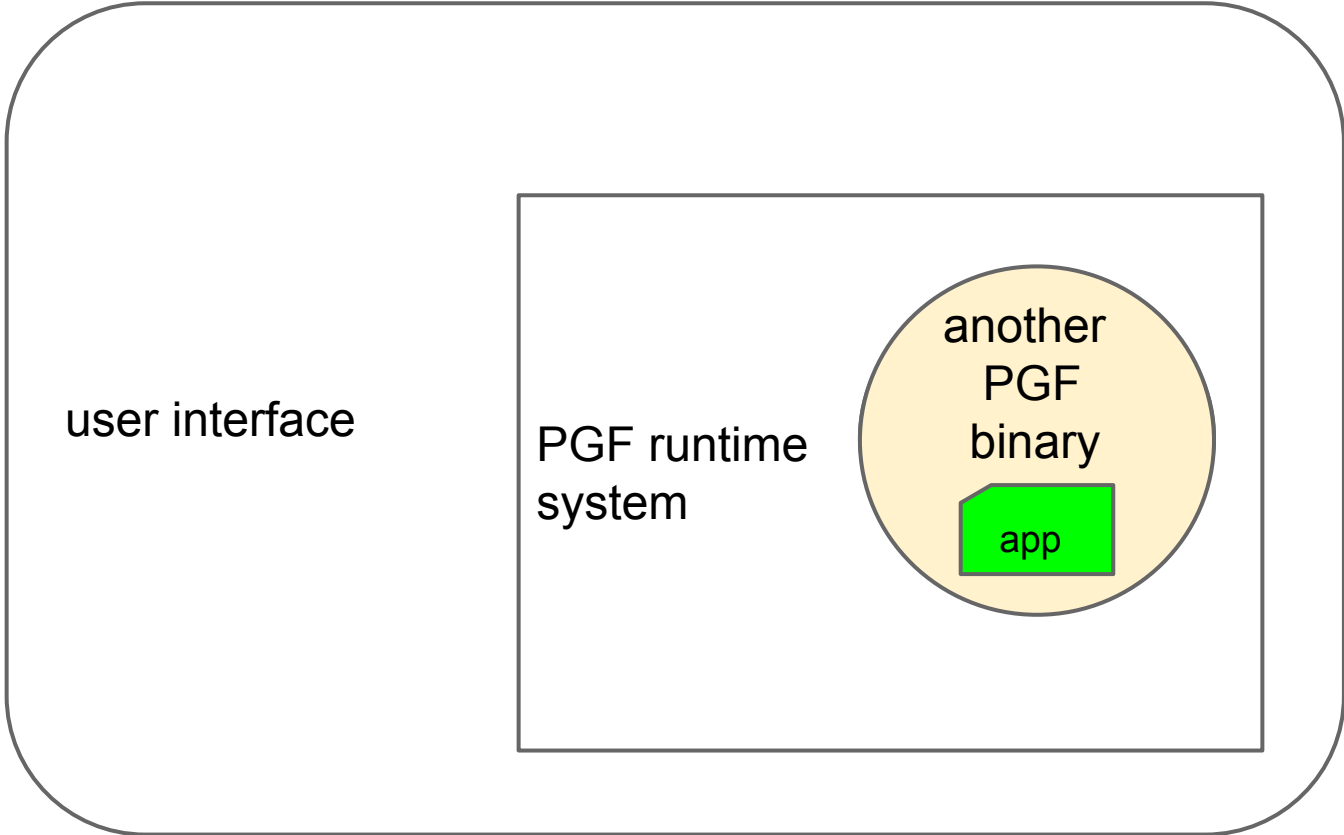 user interface
PGF runtime
system
another
PGF
binary
app